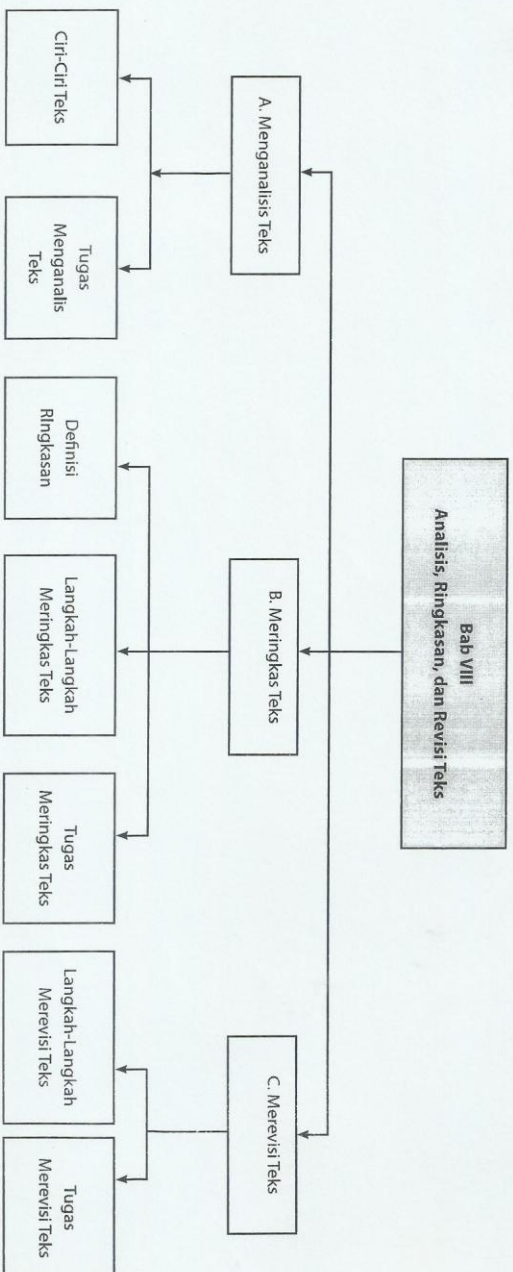 Bab VIII
Analisis, Ringkasan, dan Revisi Teks
A. Menganalisis Teks
B. Meringkas Teks
C. Merevisi Teks
Ciri-Ciri Teks
Tugas
Menganalis
Teks
Definisi
RIngkasan
Langkah-Langkah
Meringkas Teks
Tugas
Meringkas Teks
Langkah-Langkah
Merevisi Teks
Tugas
Merevisi Teks